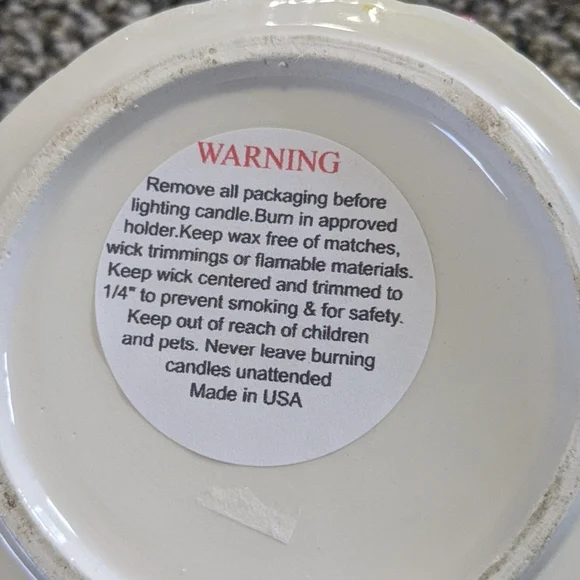 WARNING
Remove all packaging before
lighting candle.Burn in approved
holder.Keep wax free of matches,
wick trimmings or flamable materials.
Keep wick centered and trimmed to
1/4" to prevent smoking & for safety.
Keep out of reach of children
and pets. Never leave burning
candles unattended
Made in USA